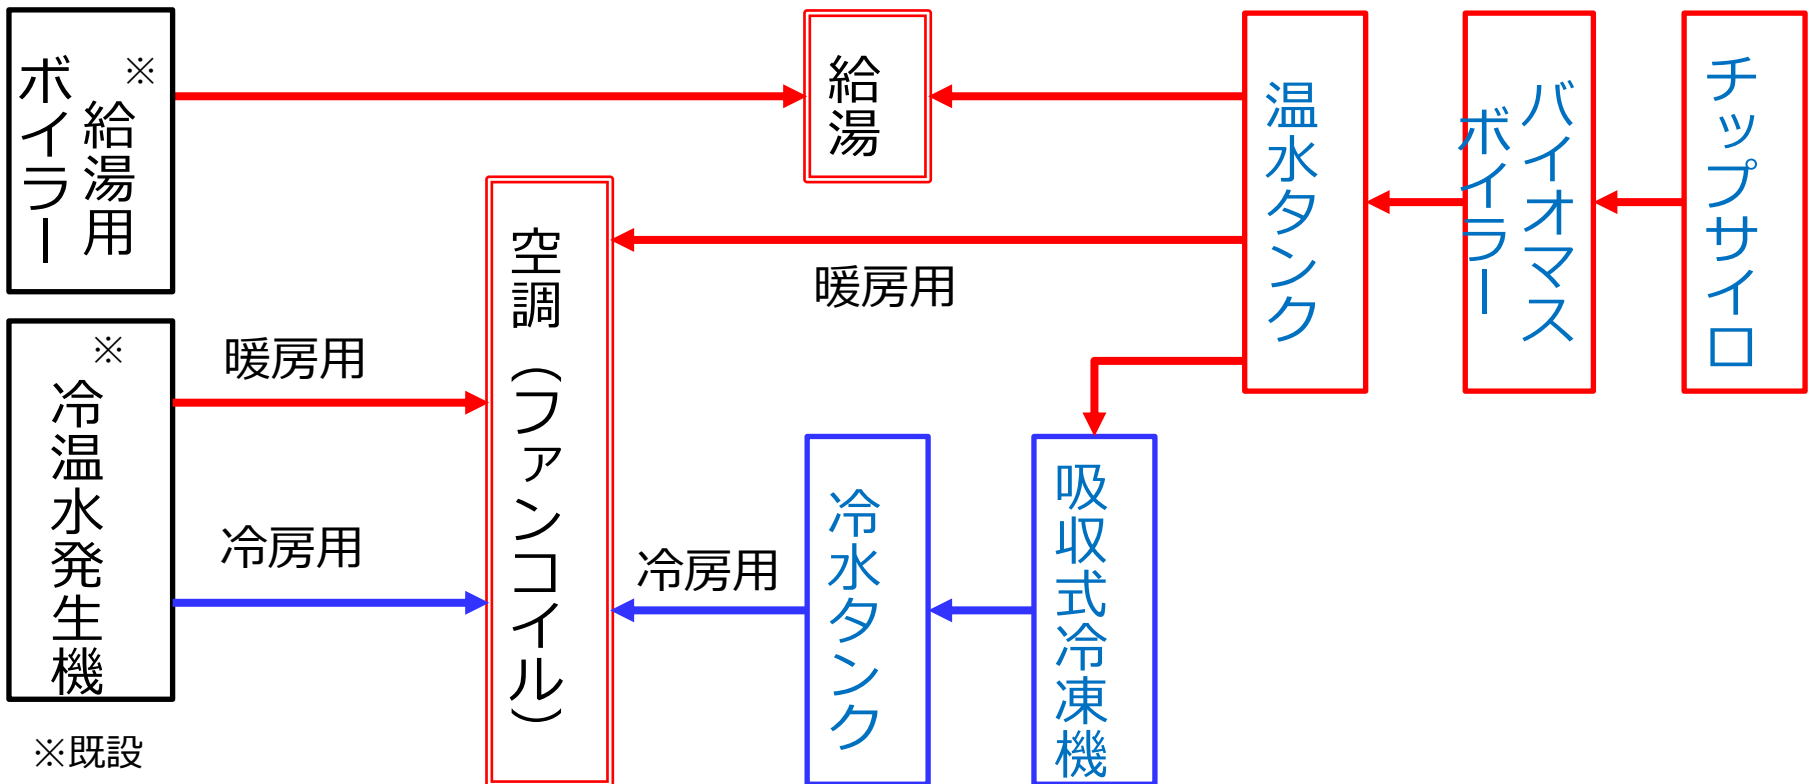 ※給湯用
ボイラー
給湯
温水タンク
バイオマス
ボイラー
チップサイロ
暖房用
※
冷温水発生機
暖房用
冷房用
空調（ファンコイル）
冷房用
冷水タンク
吸収式冷凍機
※既設